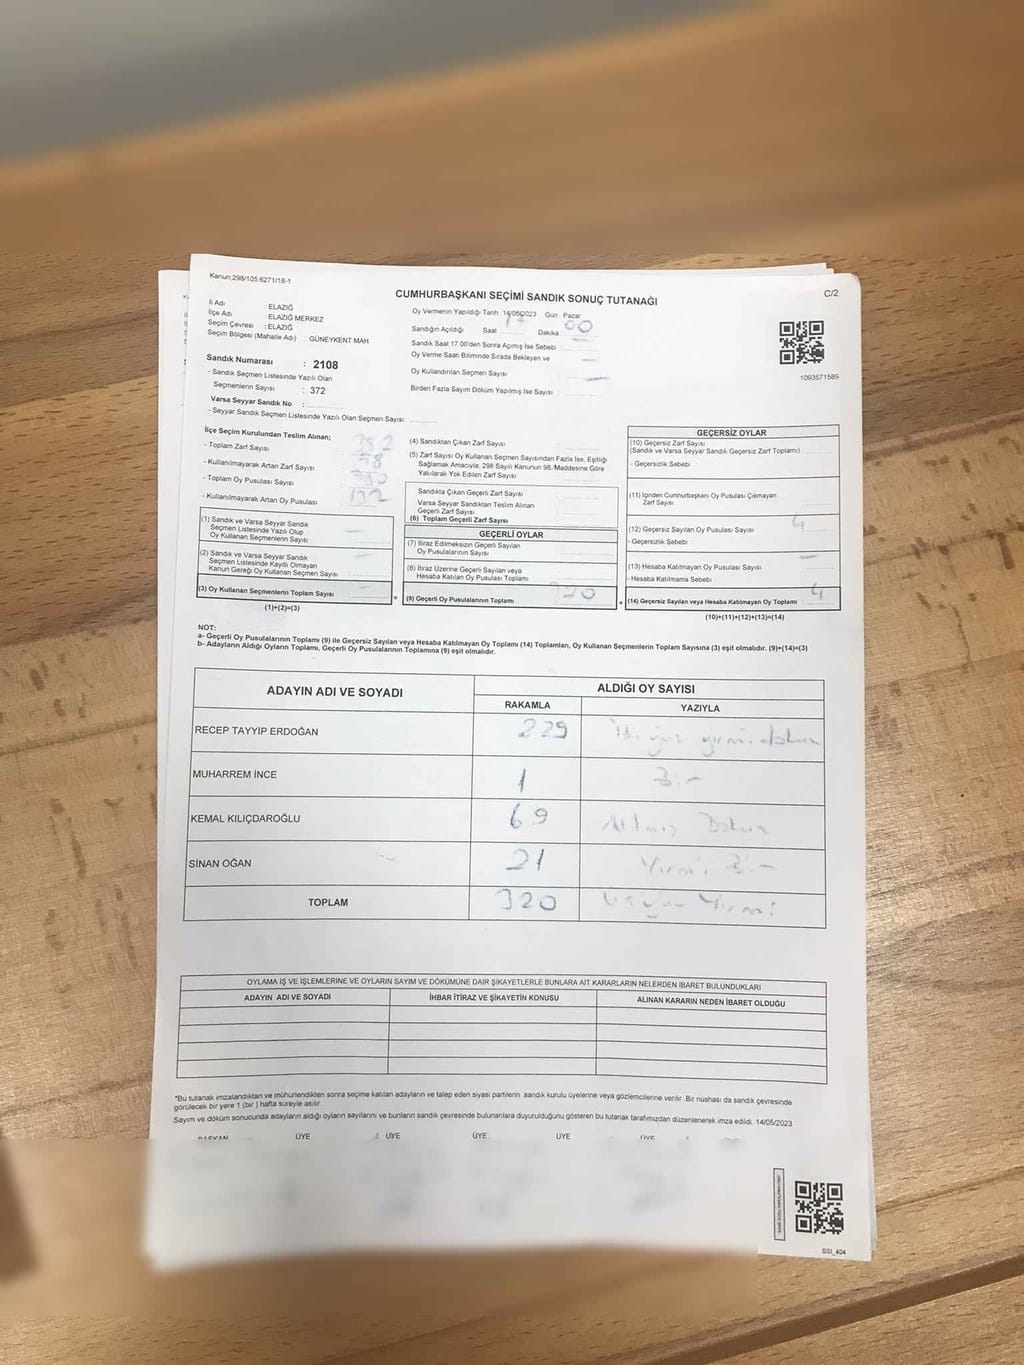 Kanun:298/105;6271/18-1
CUMHURBAŞKANI SEÇİMİ SANDIK SONUÇ TUTANAĞI
C/2
İl Adı : ELAZIĞ
İlçe Adı : ELAZIĞ MERKEZ
Seçim Çevresi : ELAZIĞ
Seçim Bölgesi (Mahalle Adı) GÜNEYKENT MAH
Oy Vermenin Yapıldığı Tarih : 14/05/2023 Gün : Pazar
Sandığın Açıldığı Saat 17 Dakika 00
Sandık Saat 17.00'den Sonra Açımış İse Sebebi
Oy Verme Saati Bitiminde Sırada Bekleyen ve
Oy Kullandırılan Seçmen Sayısı
Birden Fazla Sayım Döküm Yapılmış İse Sayısı
1093571589
Sandık Numarası : 2108
- Sandık Seçmen Listesinde Yazılı Olan
Seçmenlerin Sayısı : 372
Varsa Seyyar Sandık No :
- Seyyar Sandık Seçmen Listesinde Yazılı Olan Seçmen Sayısı:
İlçe Seçim Kurulundan Teslim Alınan;
- Toplam Zarf Sayısı
- Kullanılmayarak Artan Zarf Sayısı
- Toplam Oy Pusulası Sayısı
- Kullanılmayarak Artan Oy Pusulası
(1) Sandık ve Varsa Seyyar Sandık
Seçmen Listesinde Yazılı Olup
Oy Kullanan Seçmenlerin Sayısı
(2) Sandık ve Varsa Seyyar Sandık
Seçmen Listesinde Kayıtlı Olmayan
Kanun Gereği Oy Kullanan Seçmen Sayısı
(3) Oy Kullanan Seçmenlerin Toplam Sayısı
(1)+(2)=(3)
=
(4) Sandıktan Çıkan Zarf Sayısı
(5) Zarf Sayısı Oy Kullanan Seçmen Sayısından Fazla İse, Eşitliği
Sağlamak Amacıyla, 298 Sayılı Kanunun 98. Maddesine Göre
Yakılarak Yok Edilen Zarf Sayısı
Sandıkta Çıkan Geçerli Zarf Sayısı
Varsa Seyyar Sandıktan Teslim Alınan
Geçerli Zarf Sayısı
(6) Toplam Geçerli Zarf Sayısı
GEÇERLİ OYLAR
(7) İtiraz Edilmeksizin Geçerli Sayılan
Oy Pusulalarının Sayısı
(8) İtiraz Üzerine Geçerli Sayılan veya
Hesaba Katılan Oy Pusulası Toplamı
(9) Geçerli Oy Pusulalarının Toplamı
+
GEÇERSİZ OYLAR
(10) Geçersiz Zarf Sayısı
(Sandık ve Varsa Seyyar Sandık Geçersiz Zarf Toplamı)
- Geçersizlik Sebebi
(11) İçinden Cumhurbaşkanı Oy Pusulası Çıkmayan
Zarf Sayısı
(12) Geçersiz Sayılan Oy Pusulası Sayısı 4
- Geçersizlik Sebebi
(13) Hesaba Katılmayan Oy Pusulası Sayısı
- Hesaba Katılmama Sebebi
(14) Geçersiz Sayılan veya Hesaba Katılmayan Oy Toplamı 4
(10)+(11)+(12)+(13)=(14)
NOT:
a- Geçerli Oy Pusulalarının Toplamı (9) ile Geçersiz Sayılan veya Hesaba Katılmayan Oy Toplamı (14) Toplamları, Oy Kullanan Seçmenlerin Toplam Sayısına (3) eşit olmalıdır. (9)+(14)=(3)
b- Adayların Aldığı Oyların Toplamı, Geçerli Oy Pusulalarının Toplamına (9) eşit olmalıdır.
ADAYIN ADI VE SOYADI
ALDIĞI OY SAYISI
RAKAMLA YAZIYLA
RECEP TAYYİP ERDOĞAN 229 İki yüz yirmi dokuz
MUHARREM İNCE 1 Bir
KEMAL KILIÇDAROĞLU 69 Altmış Dokuz
SİNAN OĞAN 21 Yirmi Bir
TOPLAM 320 Üç yüz Yirmi
OYLAMA İŞ VE İŞLEMLERİNE VE OYLARIN SAYIM VE DÖKÜMÜNE DAİR ŞİKAYETLERLE BUNLARA AİT KARARLARIN NELERDEN İBARET BULUNDUKLARI
ADAYIN ADI VE SOYADI İHBAR İTİRAZ VE ŞİKAYETİN KONUSU ALINAN KARARIN NEDEN İBARET OLDUĞU
*Bu tutanak imzalandıktan ve mühürlendikten sonra seçime katılan adayların ve talep eden siyasi partilerin sandık kurulu üyelerine veya gözlemcilerine verilir. Bir nüshası da sandık çevresinde
görülecek bir yere 1 (bir ) hafta süreyle asılır.
Sayım ve döküm sonucunda adayların aldığı oyların sayılarını ve bunların sandık çevresinde bulunanlara duyurulduğunu gösteren bu tutanak tarafımızdan düzenlenerek imza edildi. 14/05/2023
BAŞKAN ÜYE ÜYE ÜYE ÜYE ÜYE
SSI_404